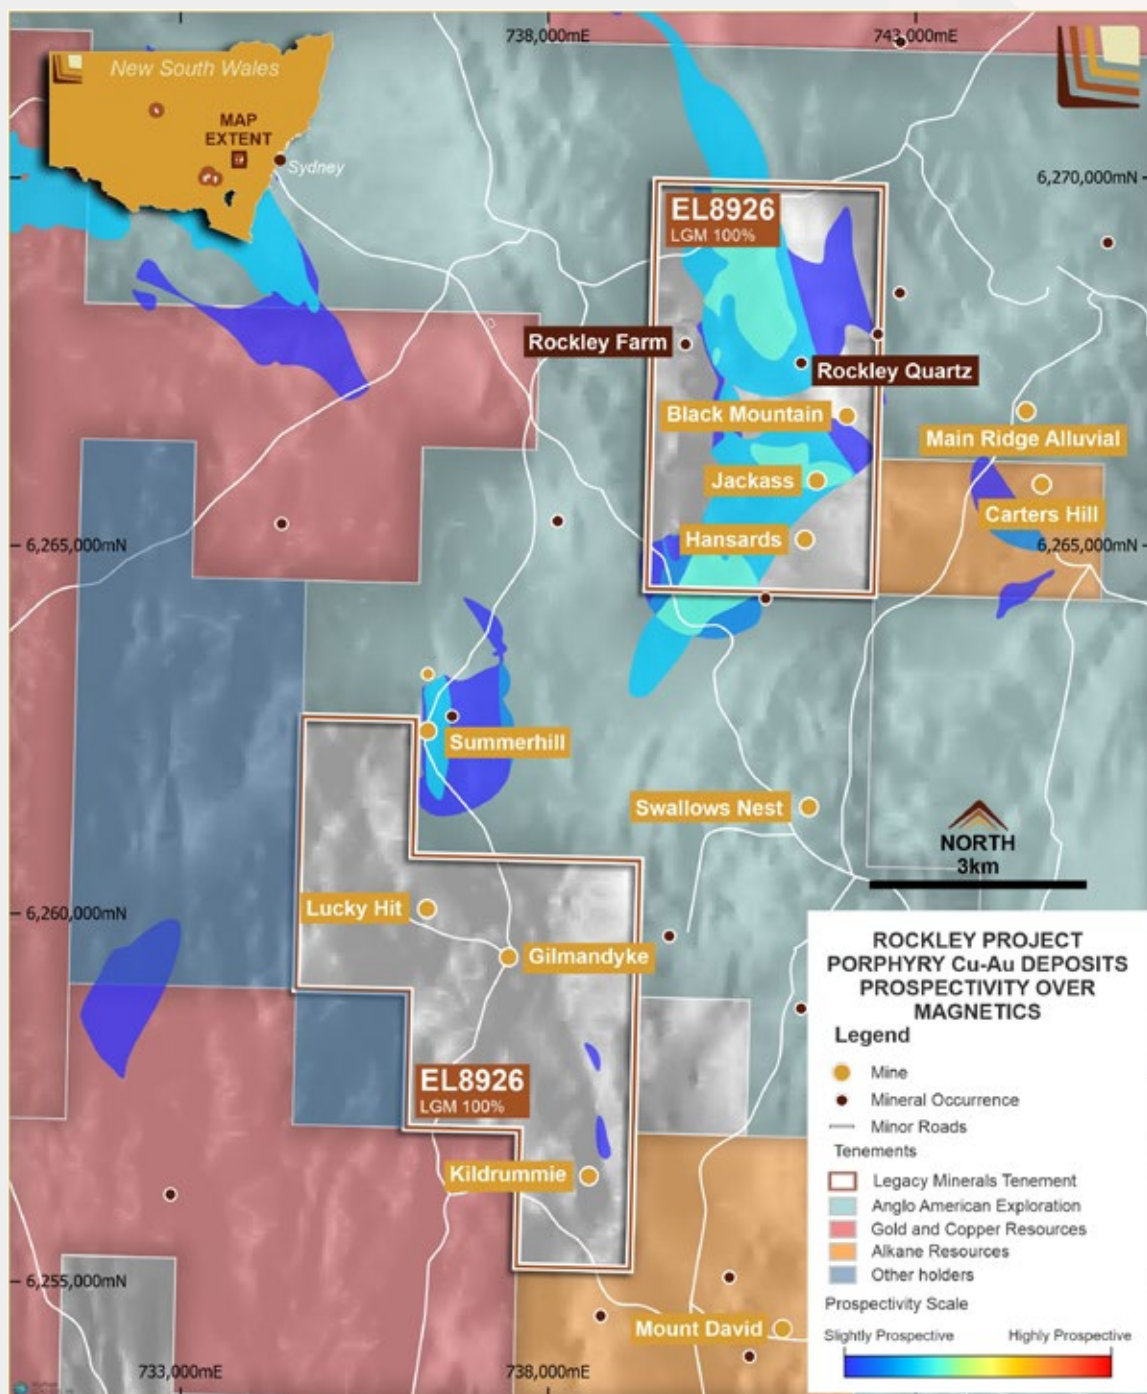 738,000mE
743,000mE
New South Wales
MAP
EXTENT
Sydney
6,270,000mN
EL8926
LGM 100%
Rockley Farm
Rockley Quartz
Black Mountain
Main Ridge Alluvial
Jackass
Carters Hill
Hansards
6,265,000mN
6,265,000mN
Summerhill
Swallows Nest
NORTH
3km
Lucky Hit
6,260,000mN
Gilmandyke
EL8926
LGM 100%
Kildrummie
6,255,000mN
Mount David
733,000mE
738,000mE
ROCKLEY PROJECT
PORPHYRY Cu-Au DEPOSITS
PROSPECTIVITY OVER
MAGNETICS
Legend
Mine
Mineral Occurrence
Minor Roads
Tenements
Legacy Minerals Tenement
Anglo American Exploration
Gold and Copper Resources
Alkane Resources
Other holders
Prospectivity Scale
Slightly Prospective
Highly Prospective